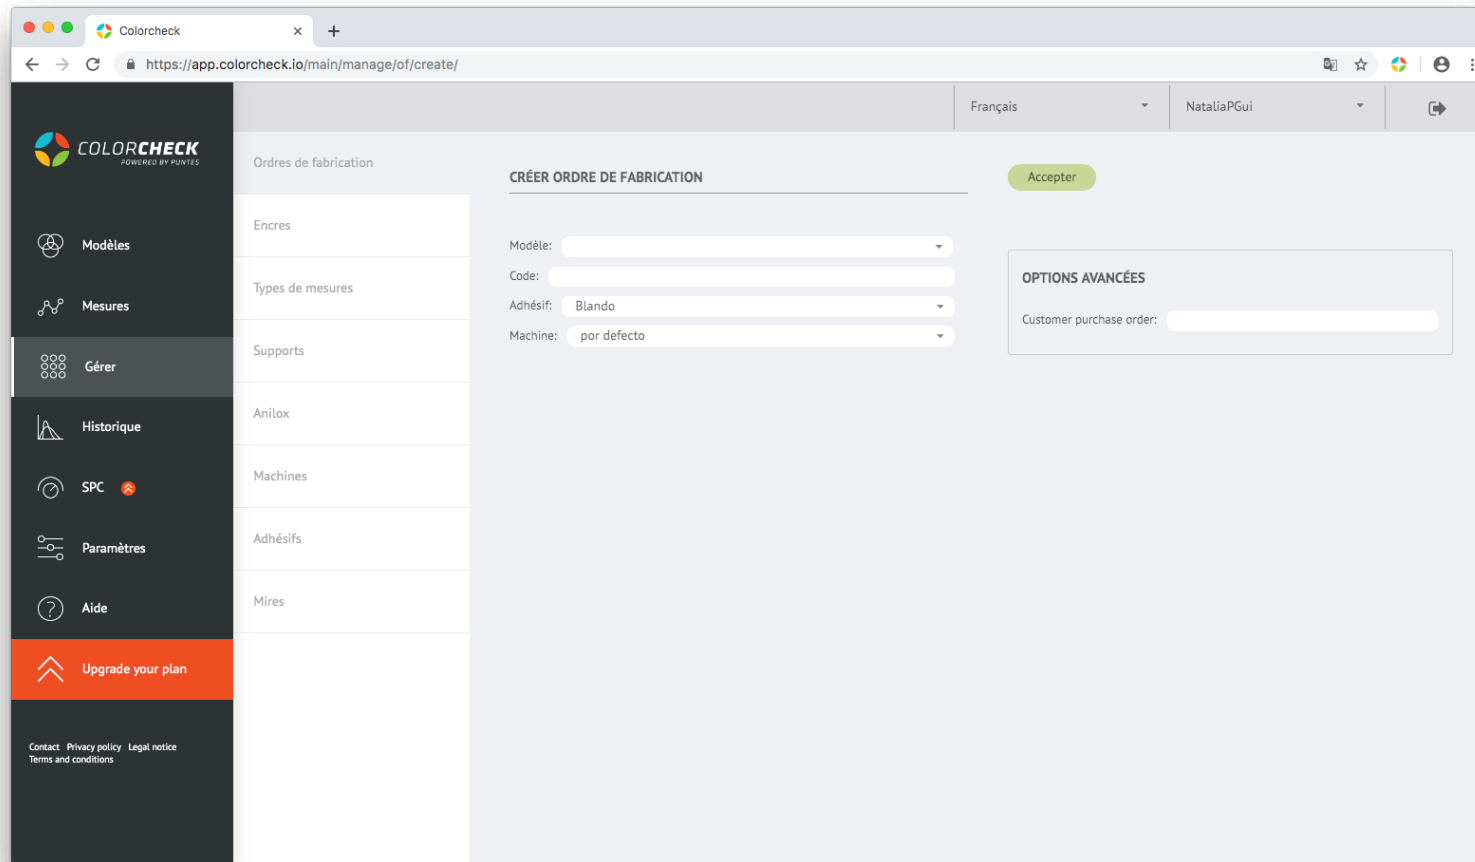 Colorcheck
https://app.colorcheck.io/main/manage/of/create/
Français
NataliaPGui
COLORCHECK
POWERED BY PUNTES
Modèles
Mesures
Gérer
Historique
SPC
Paramètres
Aide
Upgrade your plan
Contact Privacy policy Legal notice
Terms and conditions
Ordres de fabrication
Encres
Types de mesures
Supports
Anilox
Machines
Adhésifs
Mires
CRÉER ORDRE DE FABRICATION
Modèle:
Code:
Adhésif: Blando
Machine: por defecto
Accepter
OPTIONS AVANCÉES
Customer purchase order: